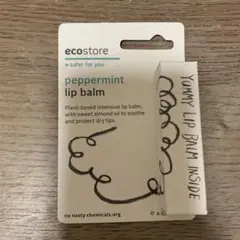 ecostore
safer for you
peppermint
lip balm
Plant-based intensive lip balm,
with sweet almond oil to soothe
and protect dry lips
no nasty chemicals.org
YUMMY LIP BALM INSIDE